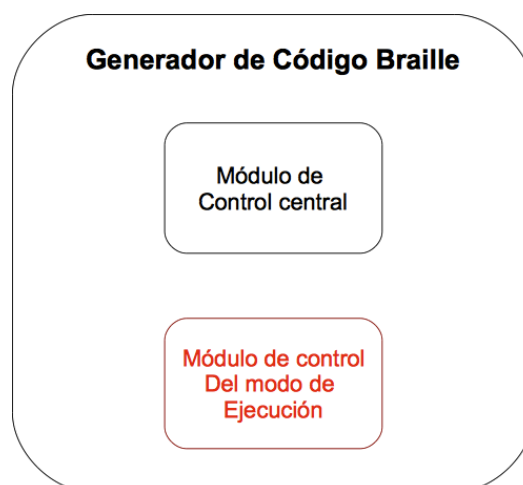 Generador de Código Braille
Módulo de
Control central
Módulo de control
Del modo de
Ejecución